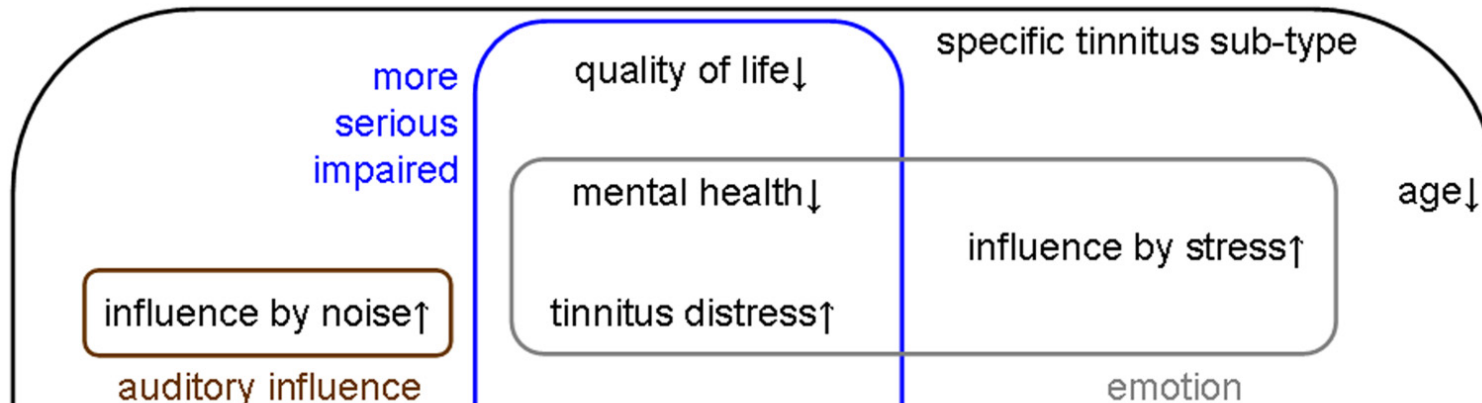 specific tinnitus sub-type
more
serious
impaired
quality of life↓
mental health↓
age↓
influence by stress↑
influence by noise↑
tinnitus distress↑
auditory influence
emotion